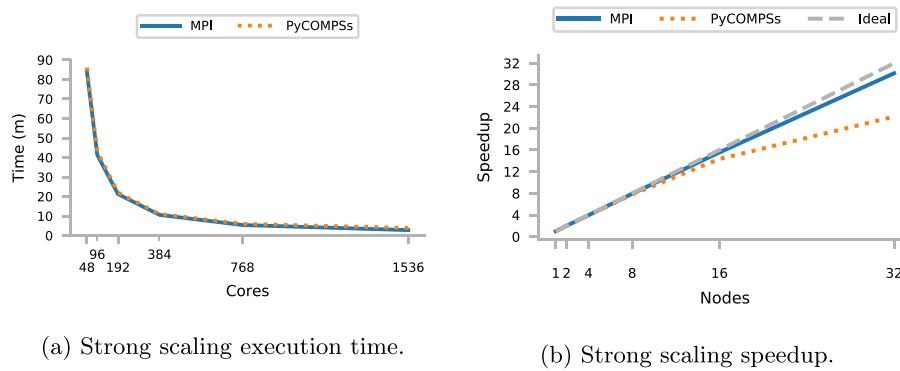 MPI PyCOMPSs
90
80
70
60
50
40
30
20
10
0
Time (m)
96 384
48 192 768 1536
Cores
(a) Strong scaling execution time.
MPI PyCOMPSs Ideal
32
28
24
20
16
12
8
4
0
Speedup
1 2 4 8 16 32
Nodes
(b) Strong scaling speedup.